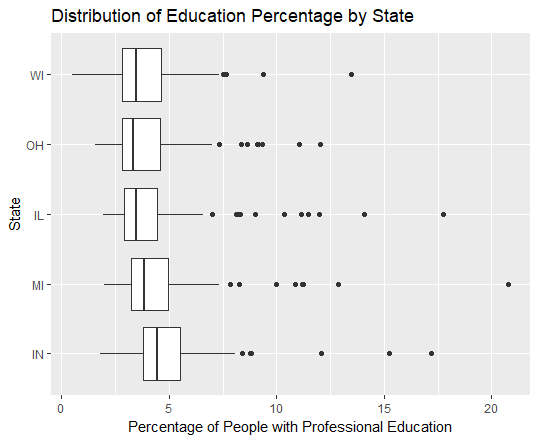 Distribution of Education Percentage by State
WI
OH
IL
MI
IN
State
0 5 10 15 20
Percentage of People with Professional Education